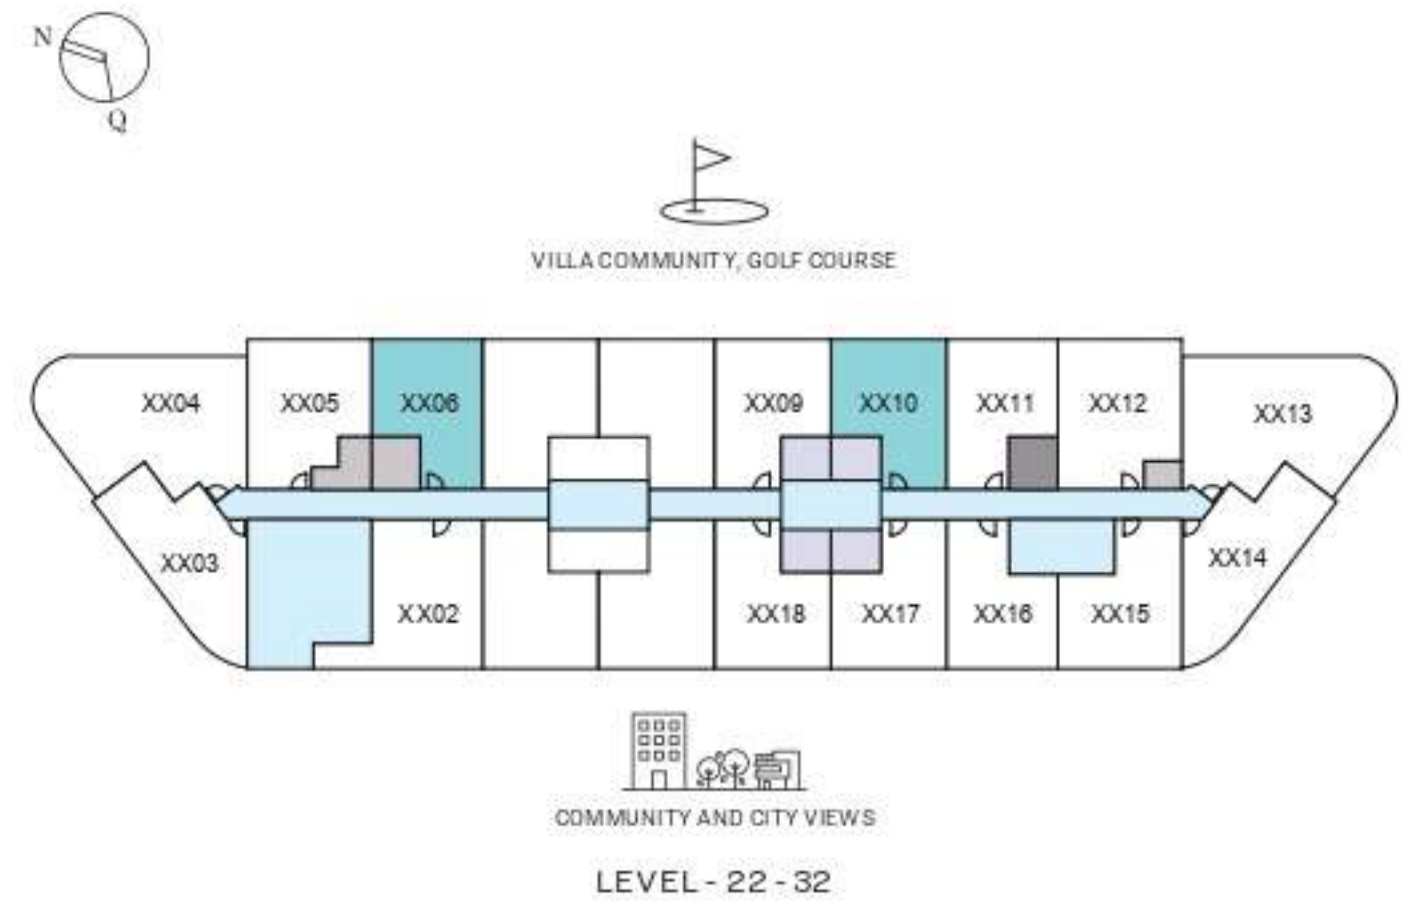 N
Q
VILLA COMMUNITY, GOLF COURSE
XX04 XX05 XX06 XX09 XX10 XX11 XX12 XX13
XX03 XX14
XX02 XX18 XX17 XX16 XX15
COMMUNITY AND CITY VIEWS
LEVEL - 22 - 32